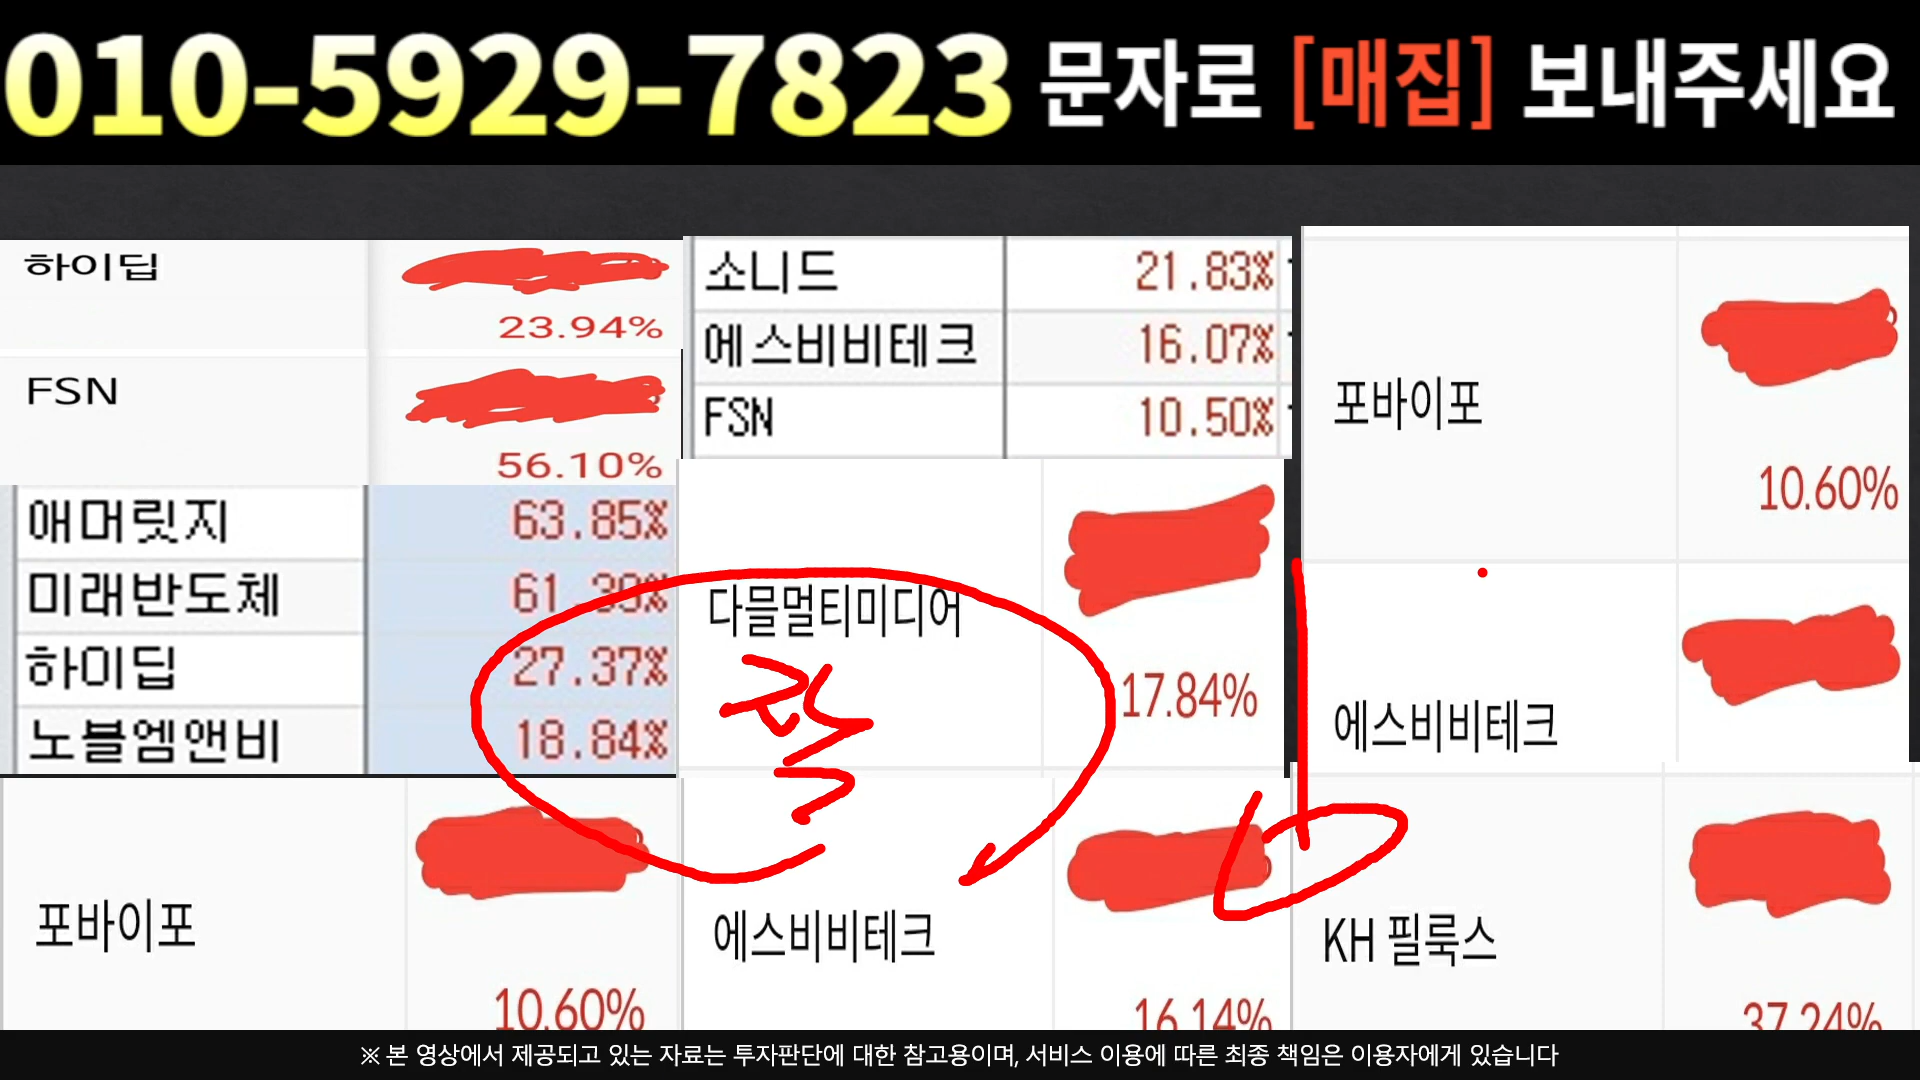 010-5929-7823 문자로 [매집] 보내주세요
하이딥
23.94%
FSN
56.10%
애머릿지 63.85%
미래반도체 61.39%
하이딥 27.37%
노블엠앤비 18.84%
소니드 21.83%
에스비비테크 16.07%
FSN 10.50%
다믈멀티미디어
17.84%
포바이포
10.60%
에스비비테크
포바이포
10.60%
에스비비테크
16.14%
KH 필룩스
37.24%
※ 본 영상에서 제공되고 있는 자료는 투자판단에 대한 참고용이며, 서비스 이용에 따른 최종 책임은 이용자에게 있습니다